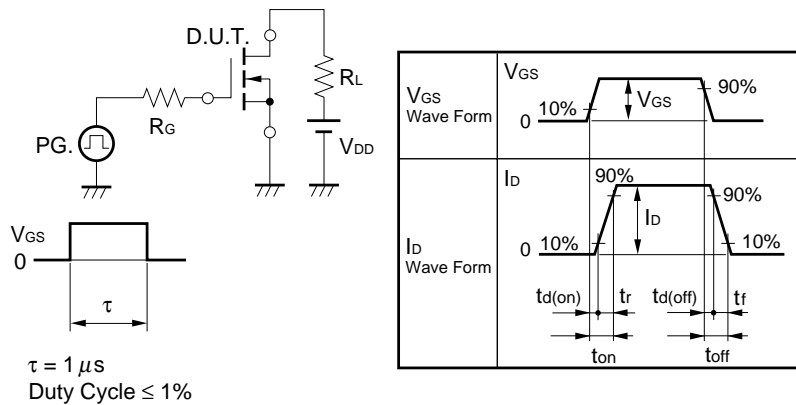 D.U.T.
RL
RG
PG.
VDD
VGS
0
τ
τ = 1 μs
Duty Cycle ≤ 1%
VGS
Wave Form
VGS
10%
0
VGS
90%
ID
Wave Form
ID
90%
90%
0 10%
ID
10%
td(on) tr td(off) tf
ton toff